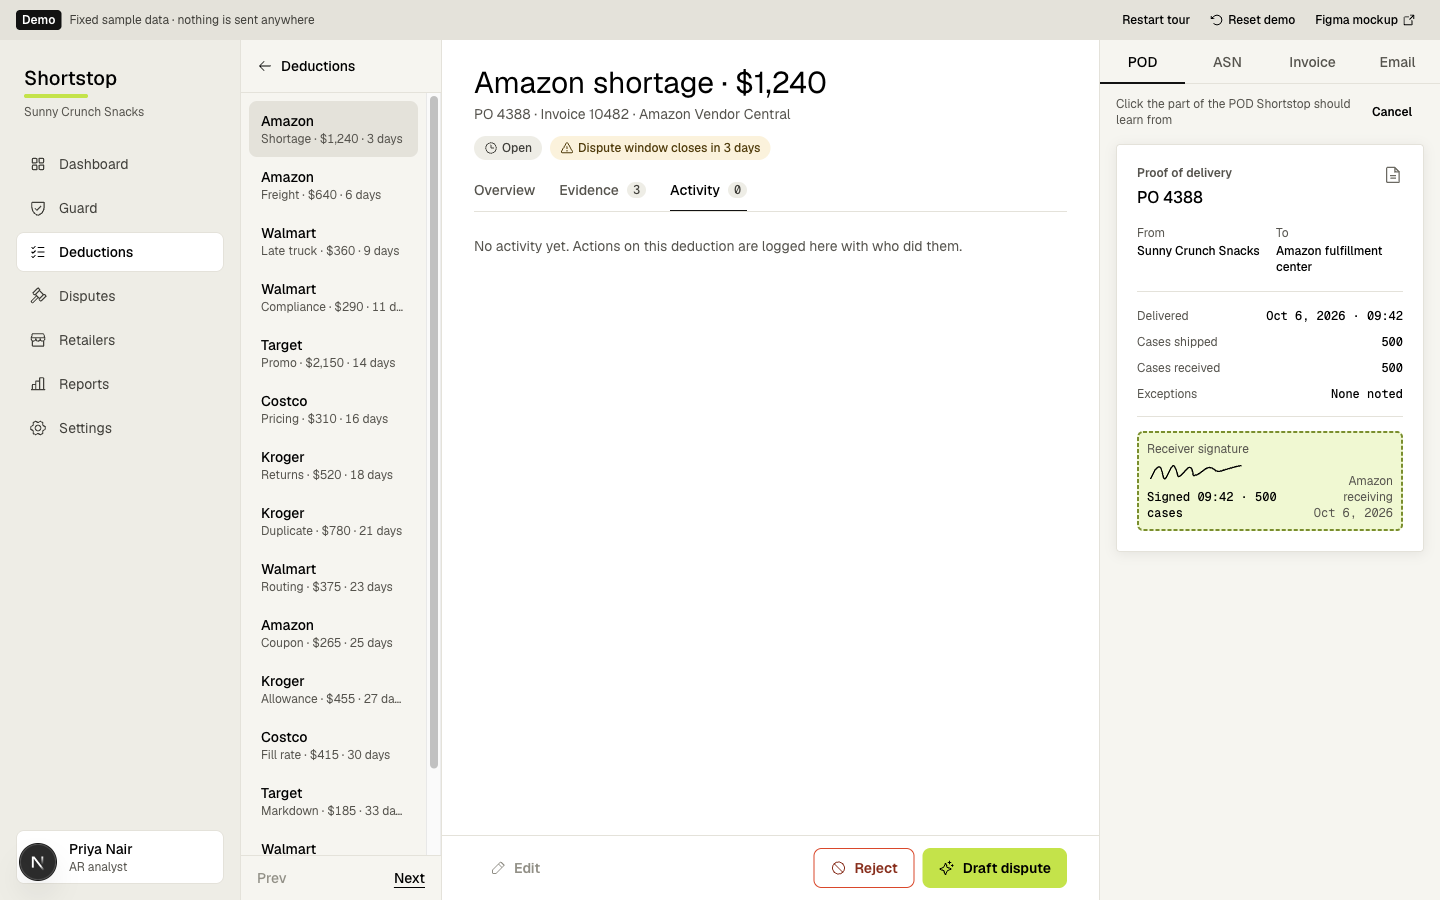 Demo Fixed sample data · nothing is sent anywhere
Restart tour Reset demo Figma mockup
Shortstop
Sunny Crunch Snacks
Dashboard
Guard
Deductions
Disputes
Retailers
Reports
Settings
Priya Nair
AR analyst
N
Deductions
Amazon
Shortage · $1,240 · 3 days
Amazon
Freight · $640 · 6 days
Walmart
Late truck · $360 · 9 days
Walmart
Compliance · $290 · 11 d...
Target
Promo · $2,150 · 14 days
Costco
Pricing · $310 · 16 days
Kroger
Returns · $520 · 18 days
Kroger
Duplicate · $780 · 21 days
Walmart
Routing · $375 · 23 days
Amazon
Coupon · $265 · 25 days
Kroger
Allowance · $455 · 27 da...
Costco
Fill rate · $415 · 30 days
Target
Markdown · $185 · 33 da...
Walmart
Prev Next
Amazon shortage · $1,240
PO 4388 · Invoice 10482 · Amazon Vendor Central
Open Dispute window closes in 3 days
Overview Evidence 3 Activity 0
No activity yet. Actions on this deduction are logged here with who did them.
Edit Reject Draft dispute
POD ASN Invoice Email
Click the part of the POD Shortstop should
learn from
Cancel
Proof of delivery
PO 4388
From To
Sunny Crunch Snacks Amazon fulfillment
center
Delivered Oct 6, 2026 · 09:42
Cases shipped 500
Cases received 500
Exceptions None noted
Receiver signature
Signed 09:42 · 500
cases
Amazon
receiving
Oct 6, 2026